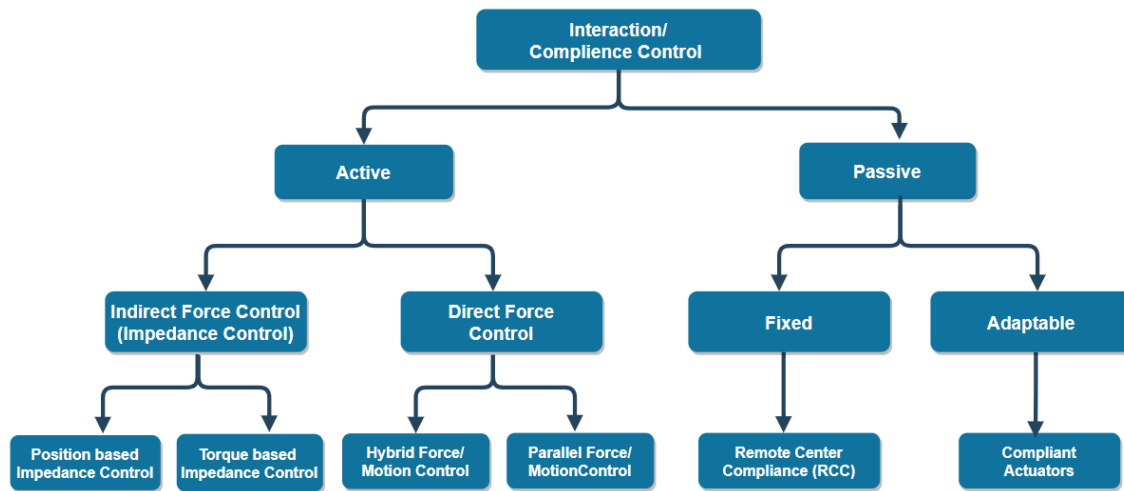 Interaction/
Complience Control
Active
Passive
Indirect Force Control
(Impedance Control)
Direct Force
Control
Fixed
Adaptable
Position based
Impedance Control
Torque based
Impedance Control
Hybrid Force/
Motion Control
Parallel Force/
MotionControl
Remote Center
Compliance (RCC)
Compliant
Actuators